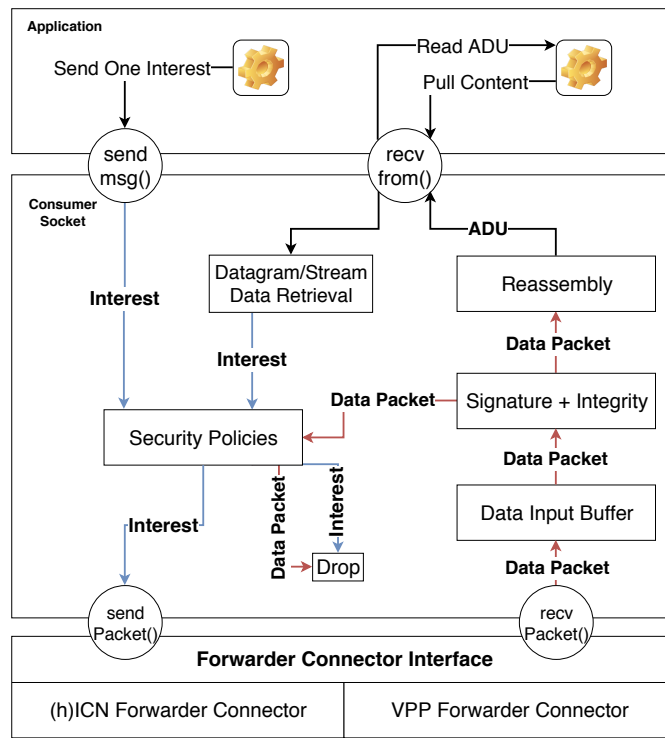 Application
Send One Interest
Read ADU
Pull Content
send
msg()
recv
from()
Consumer
Socket
ADU
Datagram/Stream
Data Retrieval
Reassembly
Interest
Interest
Data Packet
Data Packet
Signature + Integrity
Security Policies
Data Packet
Interest
Data Packet
Interest
Data Input Buffer
Drop
Data Packet
send
Packet()
recv
Packet()
Forwarder Connector Interface
(h)ICN Forwarder Connector
VPP Forwarder Connector